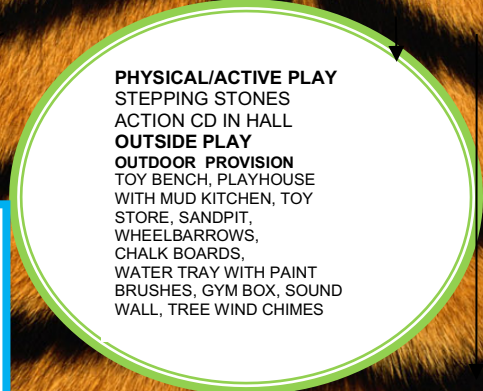 PHYSICAL/ACTIVE PLAY
STEPPING STONES
ACTION CD IN HALL
OUTSIDE PLAY
OUTDOOR PROVISION
TOY BENCH, PLAYHOUSE
WITH MUD KITCHEN, TOY
STORE, SANDPIT,
WHEELBARROWS,
CHALK BOARDS,
WATER TRAY WITH PAINT
BRUSHES, GYM BOX, SOUND
WALL, TREE WIND CHIMES